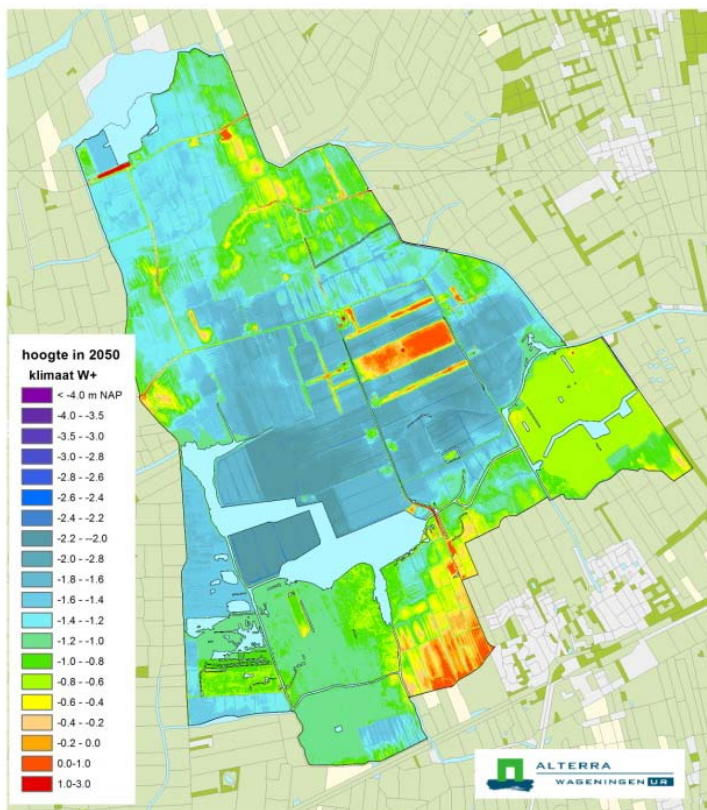 hoogte in 2050
klimaat W+
< -4.0 m NAP
-4.0 - -3.5
-3.5 - -3.0
-3.0 - -2.8
-2.8 - -2.6
-2.6 - -2.4
-2.4 - -2.2
-2.2 - --2.0
-2.0 - -2.8
-1.8 - -1.6
-1.6 - -1.4
-1.4 - -1.2
-1.2 - -1.0
-1.0 - -0.8
-0.8 - -0.6
-0.6 - -0.4
-0.4 - -0.2
-0.2 - 0.0
0.0-1.0
1.0-3.0
ALTERRA
WAGENINGEN UR